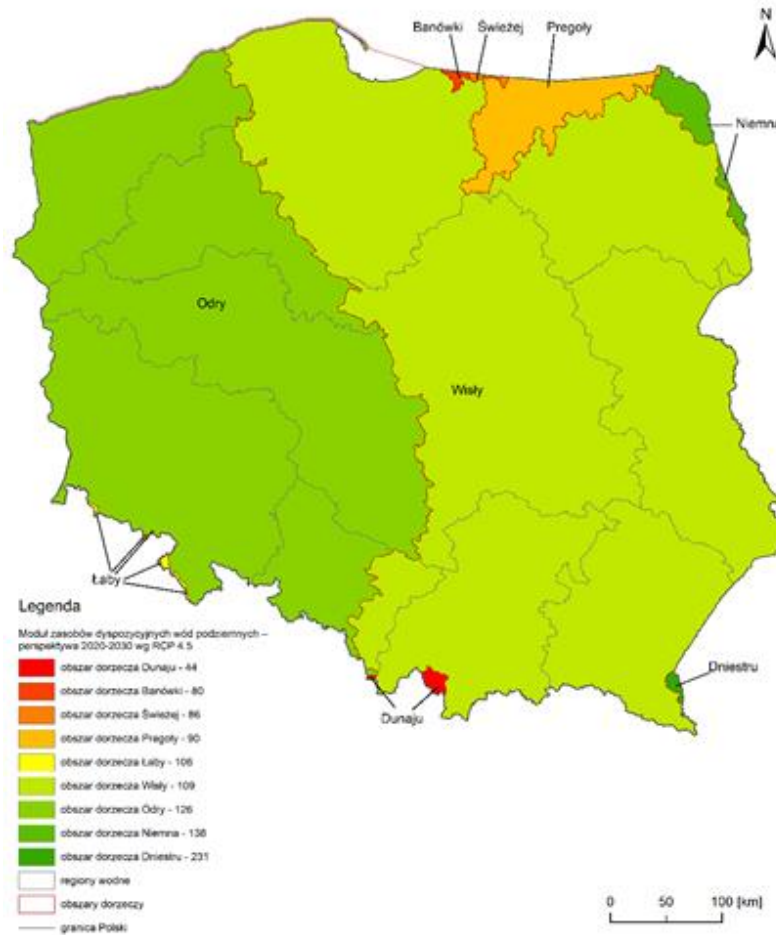 N
Banówki
Świeżej
Pregoły
Niemna
Odry
Wisły
Łaby
Dunaju
Dniestru
Legenda
Moduł zasobów dyspozycyjnych wód podziemnych –
perspektywa 2020-2030 wg RCP 4.5
obszar dorzecza Dunaju - 44
obszar dorzecza Banówki - 80
obszar dorzecza Świeżej - 86
obszar dorzecza Pregoły - 90
obszar dorzecza Łaby - 106
obszar dorzecza Wisły - 109
obszar dorzecza Odry - 126
obszar dorzecza Niemna - 138
obszar dorzecza Dniestru - 231
regiony wodne
obszary dorzeczy
granica Polski
0 50 100 [km]